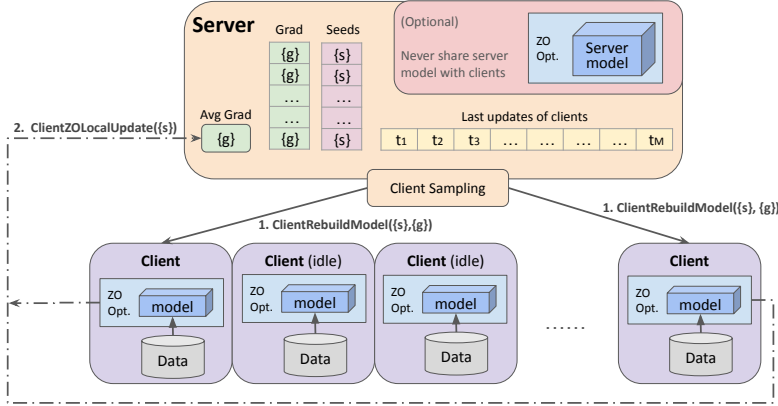 Server
Grad
Seeds
{g}
{s}
{g}
{s}
...
...
...
...
{g}
{s}
Avg Grad
{g}
(Optional)
Never share server
model with clients
ZO
Opt.
Server
model
Last updates of clients
t1
t2
t3
...
...
...
...
tM
2. ClientZOLocalUpdate({s})
Client Sampling
1. ClientRebuildModel({s},{g})
1. ClientRebuildModel({s}, {g})
Client
ZO
Opt.
model
Data
Client (idle)
ZO
Opt.
model
Data
Client (idle)
ZO
Opt.
model
Data
......
Client
ZO
Opt.
model
Data